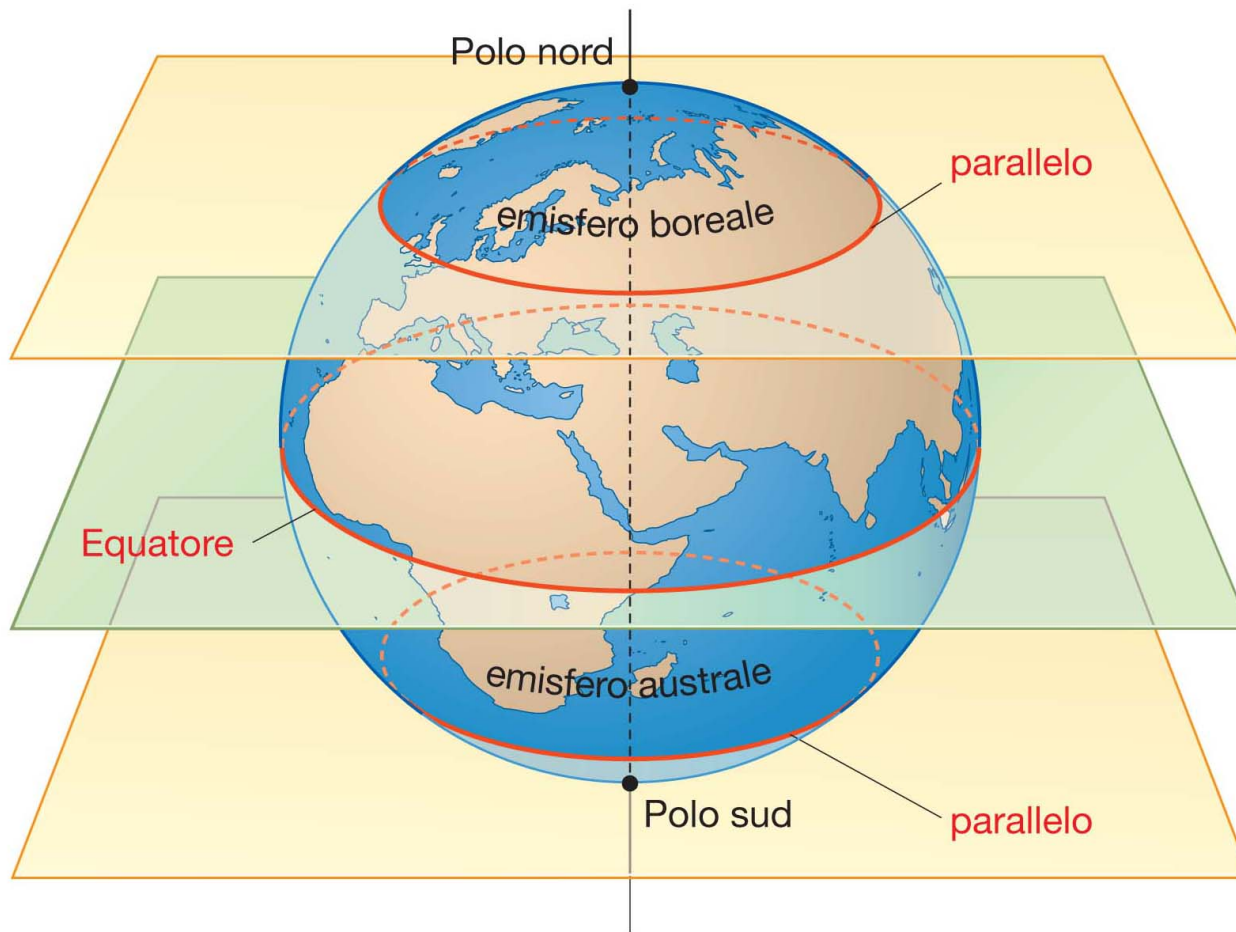 Polo nord
parallelo
emisfero boreale
Equatore
emisfero australe
Polo sud
parallelo